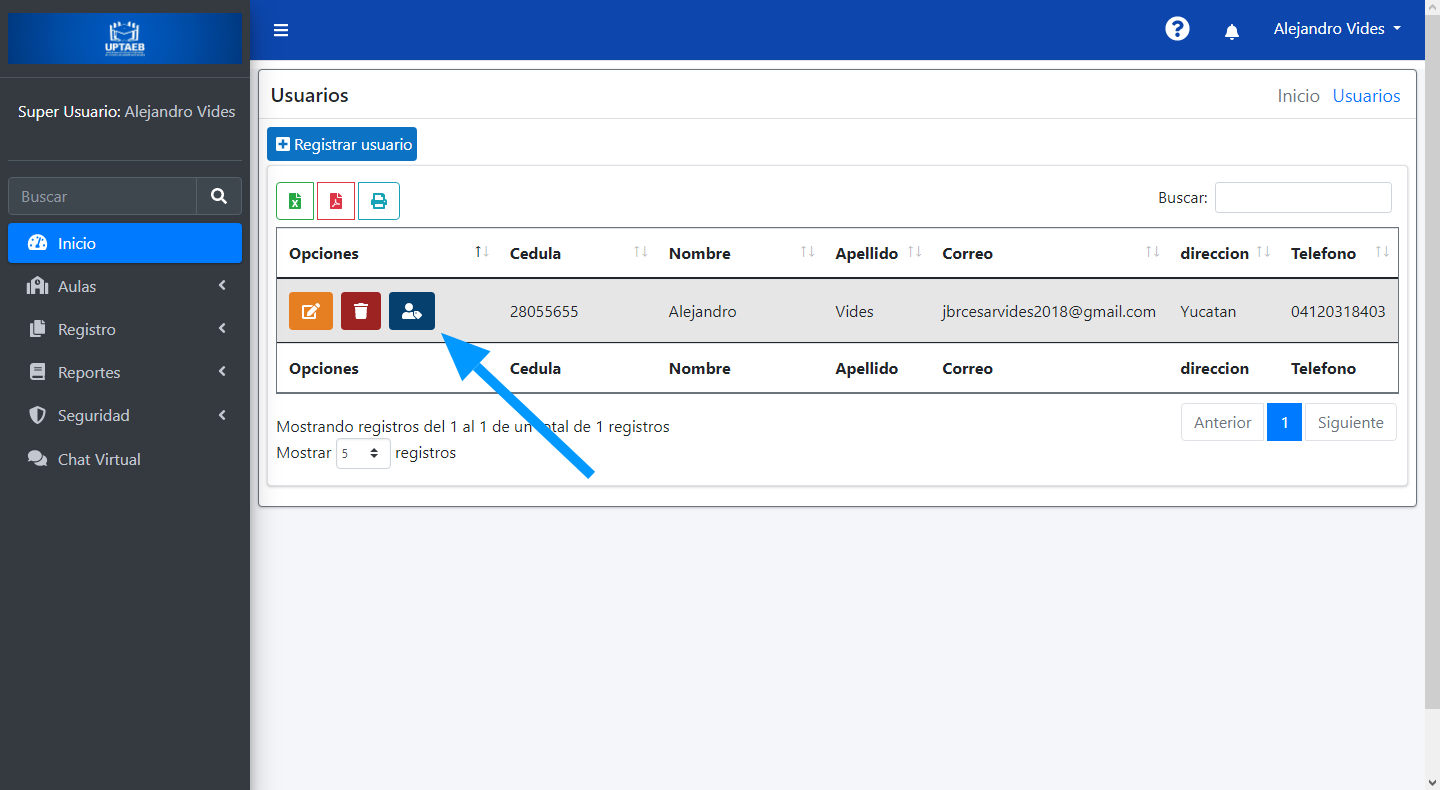 UPTAEB
Super Usuario: Alejandro Vides
Buscar
Inicio
Aulas
Registro
Reportes
Seguridad
Chat Virtual
Alejandro Vides
Usuarios
Inicio Usuarios
Registrar usuario
Buscar:
Opciones Cedula Nombre Apellido Correo direccion Telefono
28055655 Alejandro Vides jbrcesarvides2018@gmail.com Yucatan 04120318403
Opciones Cedula Nombre Apellido Correo direccion Telefono
Mostrando registros del 1 al 1 de un total de 1 registros
Mostrar 5 registros
Anterior 1 Siguiente